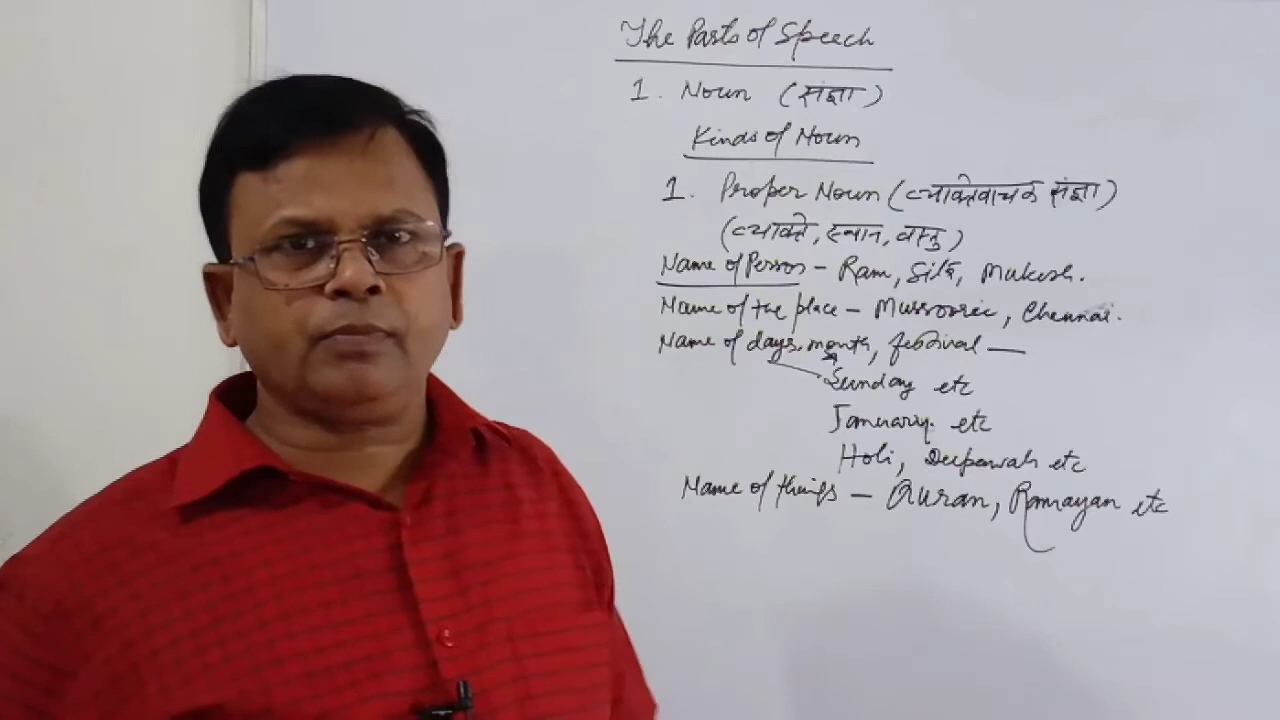 The Parts of Speech
1. Noun (संज्ञा)
Kinds of Noun
1. Proper Noun (व्यक्तिवाचक संज्ञा)
(व्यक्ति, स्थान, वस्तु)
Name of Person - Ram, Sita, Mukesh.
Name of the place - Mussoorie, Chennai.
Name of days, month, festival —
Sunday etc
January. etc
Holi, Deepawali etc
Name of things - Quran, Ramayan etc